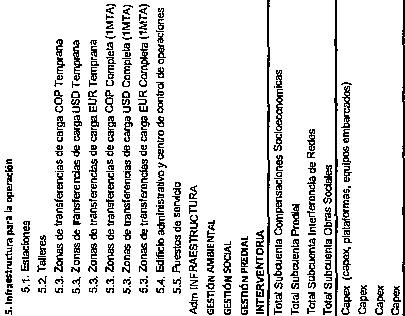 5. Infraestructura para la operación
5.1. Estaciones
5.2. Talleres
5.3. Zonas de transferencias de carga COP Temprana
5.3. Zonas de transferencias de carga USD Temprana
5.3. Zonas de transferencias de carga EUR Temprana
5.3. Zonas de transferencias de carga COP Completa (1MTA)
5.3. Zonas de transferencias de carga USD Completa (1MTA)
5.3. Zonas de transferencias de carga EUR Completa (1MTA)
5.4. Edificio administrativo y centro de control de operaciones
5.5. Puestos de servicio
Adm INFRAESTRUCTURA
GESTIÓN AMBIENTAL
GESTIÓN SOCIAL
GESTIÓN PREDIAL
INTERVENTORIA
Total Subcuenta Compensaciones Socioeconomicas
Total Subcuenta Predial
Total Subcuenta Interferencia de Redes
Total Subcuenta Obras Sociales
Capex (capex, plataformas, equipos embarcados)
Capex
Capex
Capex